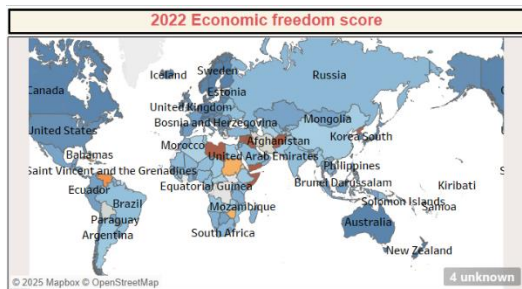 2022 Economic freedom score
Iceland
Sweden
Canada
Russia
Estonia
United Kingdom
Bosnia and Herzegovina
Mongolia
United States
Morocco
Afghanistan
Korea South
Bahamas
United Arab Emirates
Philippines
Saint Vincent and the Grenadines
Equatorial Guinea
Brunei Darussalam
Kiribati
Ecuador
Brazil
Mozambique
Solomon Islands
Samoa
Paraguay
Argentina
South Africa
Australia
New Zealand
© 2025 Mapbox © OpenStreetMap
4 unknown